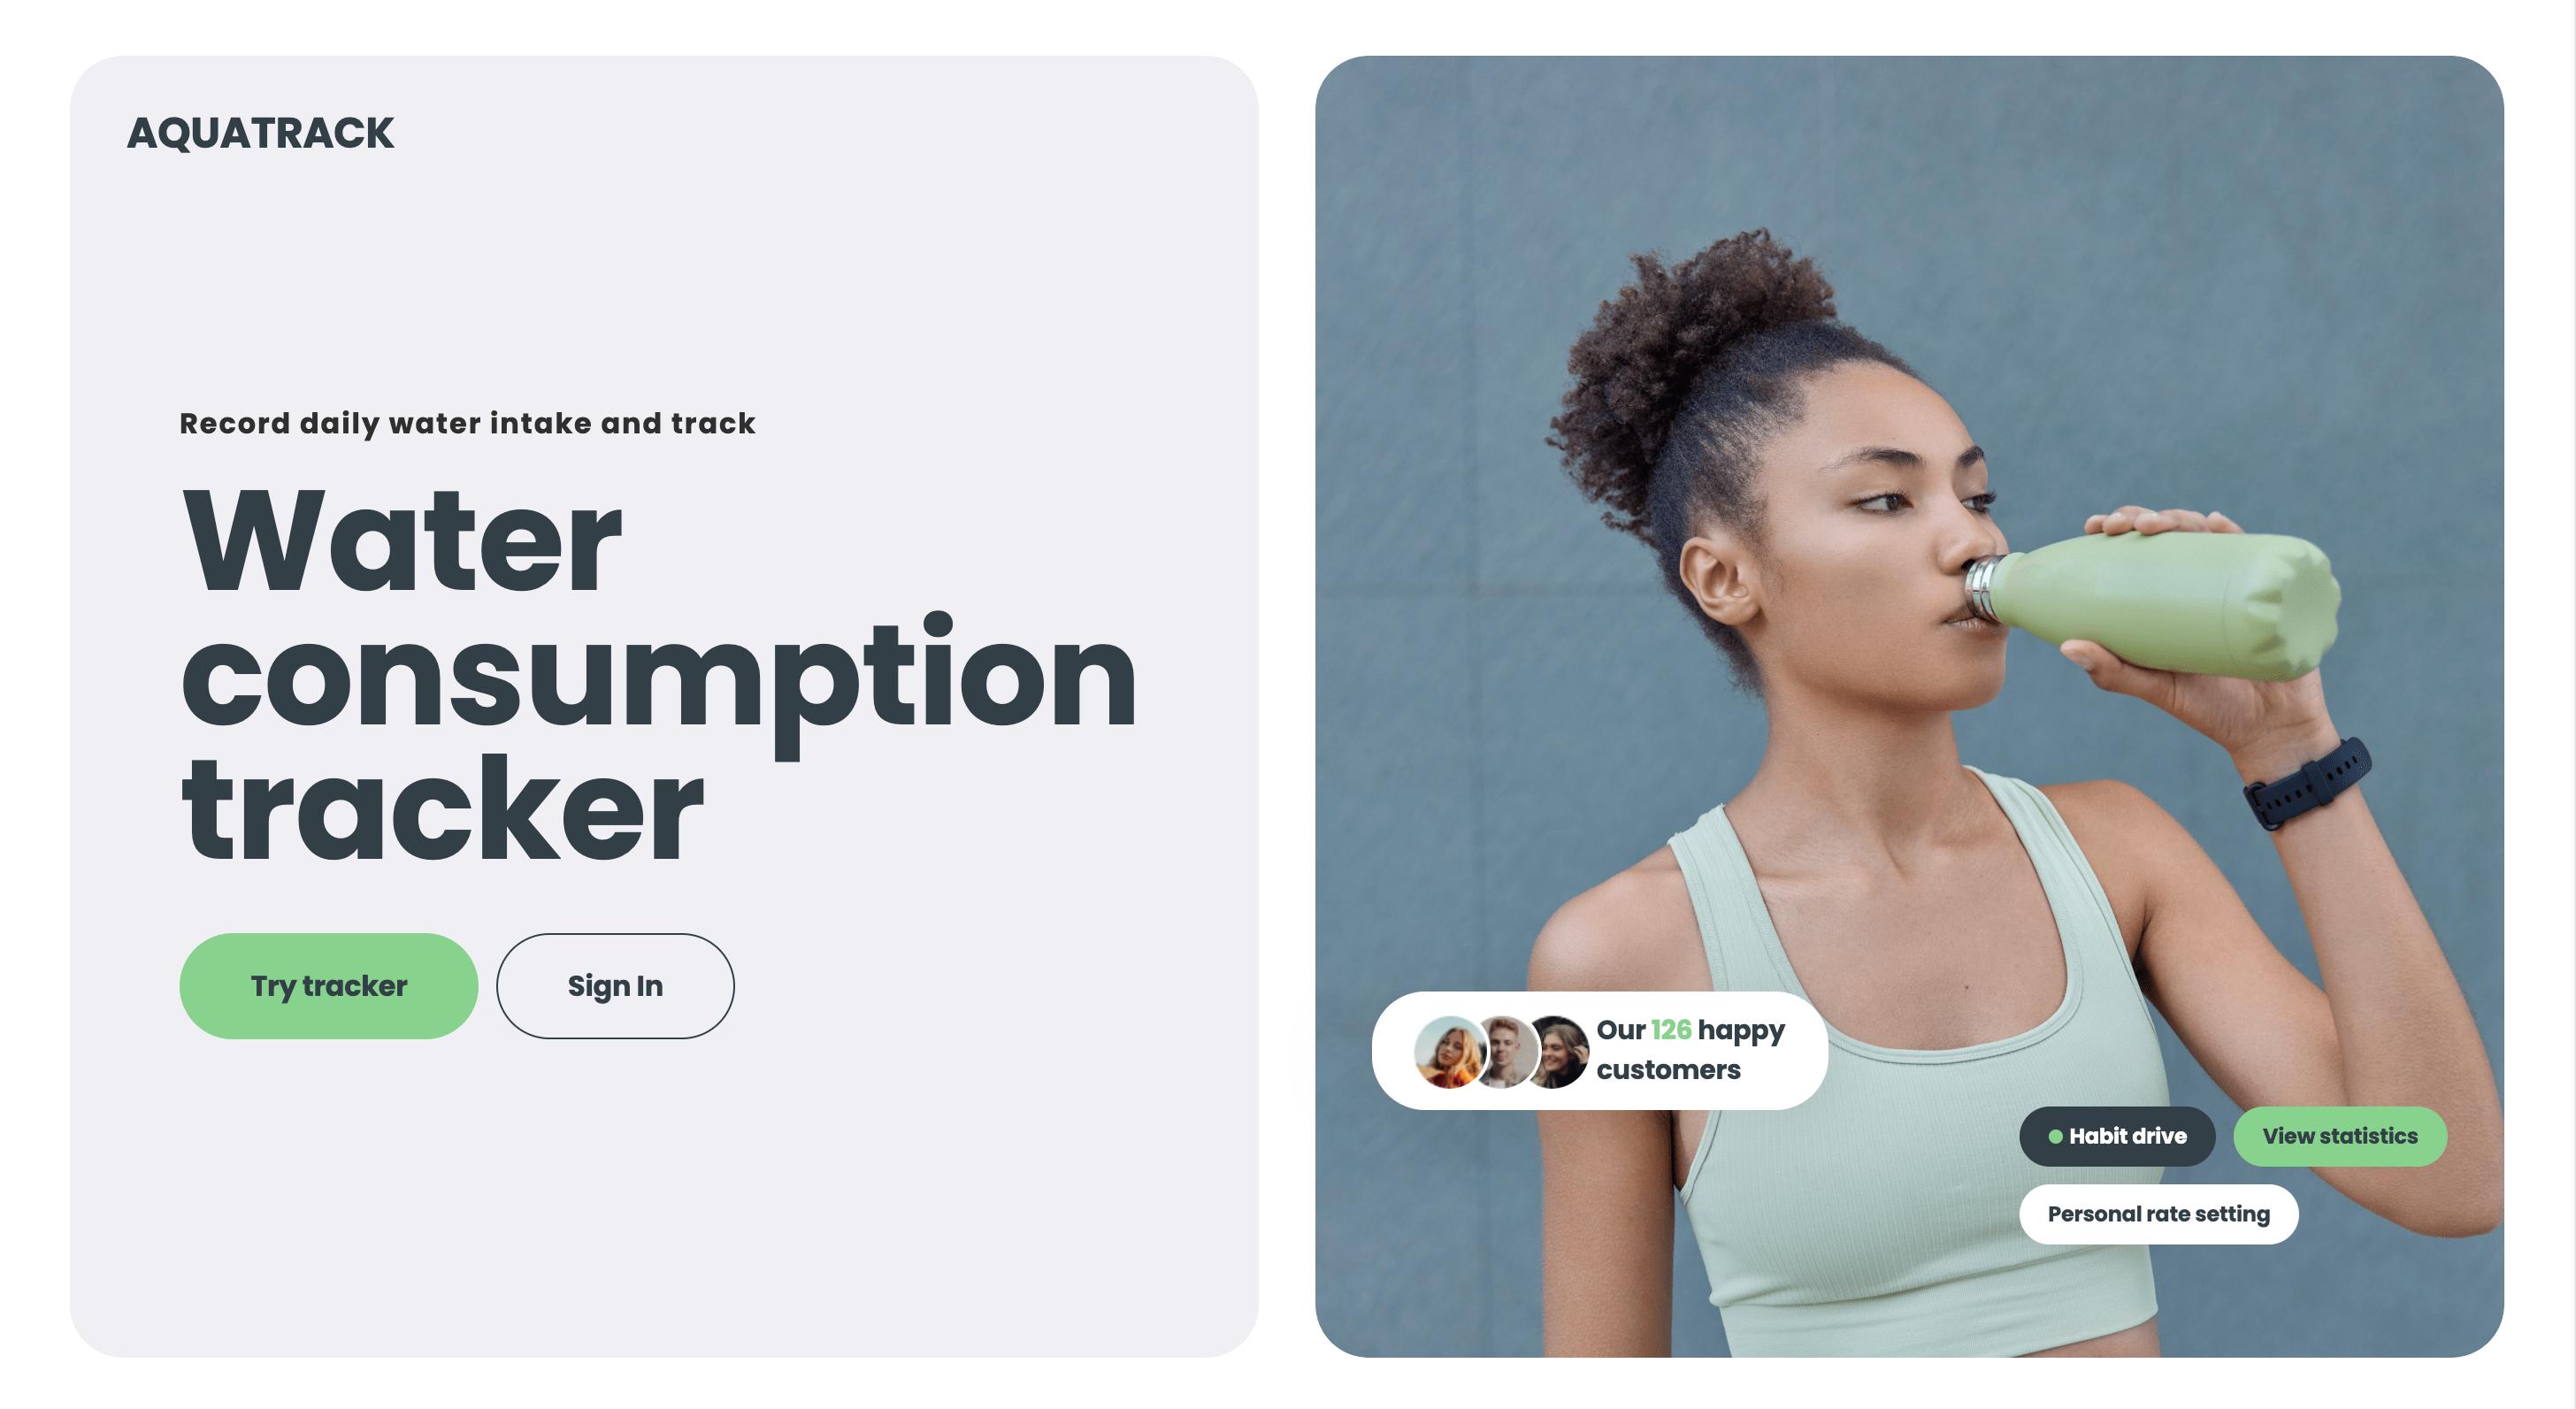 AQUATRACK
Record daily water intake and track
Water
consumption
tracker
Try tracker
Sign In
Our 126 happy
customers
Habit drive
View statistics
Personal rate setting